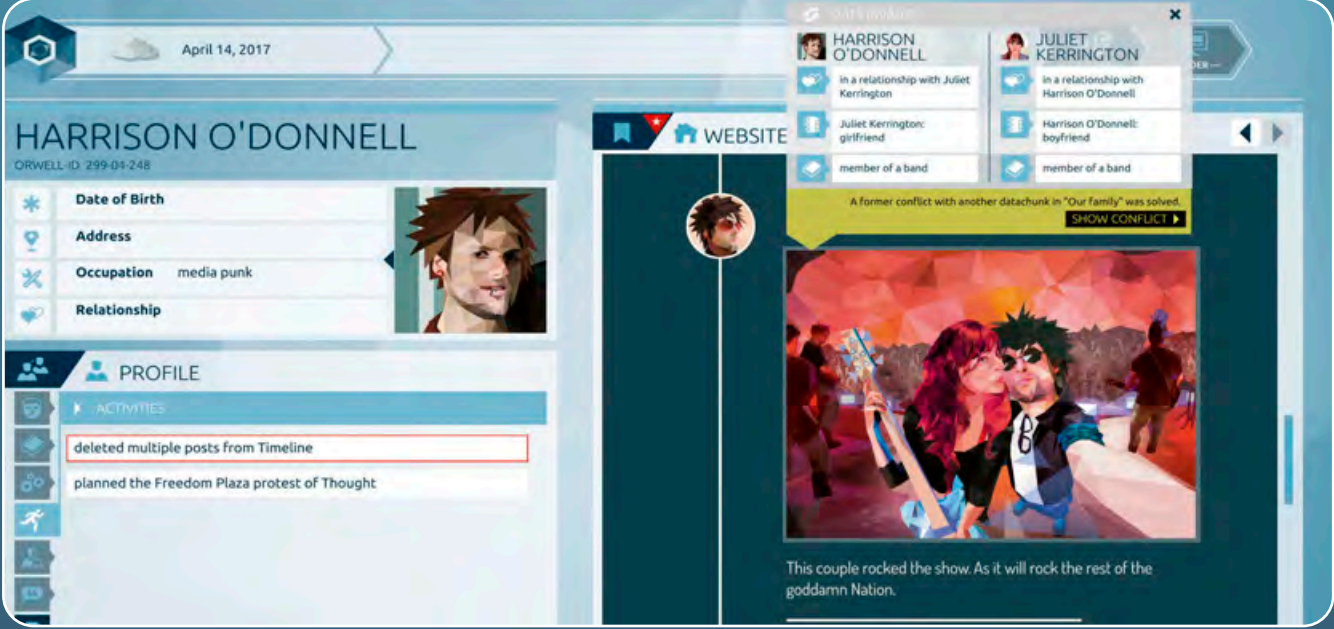 April 14, 2017
HARRISON O'DONNELL
ORWELL-ID: 299-04-248
Date of Birth
Address
Occupation media punk
Relationship
PROFILE
ACTIVITIES
deleted multiple posts from Timeline
planned the Freedom Plaza protest of Thought
WEBSITE
HARRISON
O'DONNELL
in a relationship with Juliet
Kerrington
Juliet Kerrington:
girlfriend
member of a band
JULIET
KERRINGTON
in a relationship with
Harrison O'Donnell
Harrison O'Donnell:
boyfriend
member of a band
A former conflict with another datachunk in "Our family" was solved.
SHOW CONFLICT
This couple rocked the show. As it will rock the rest of the
goddamn Nation.